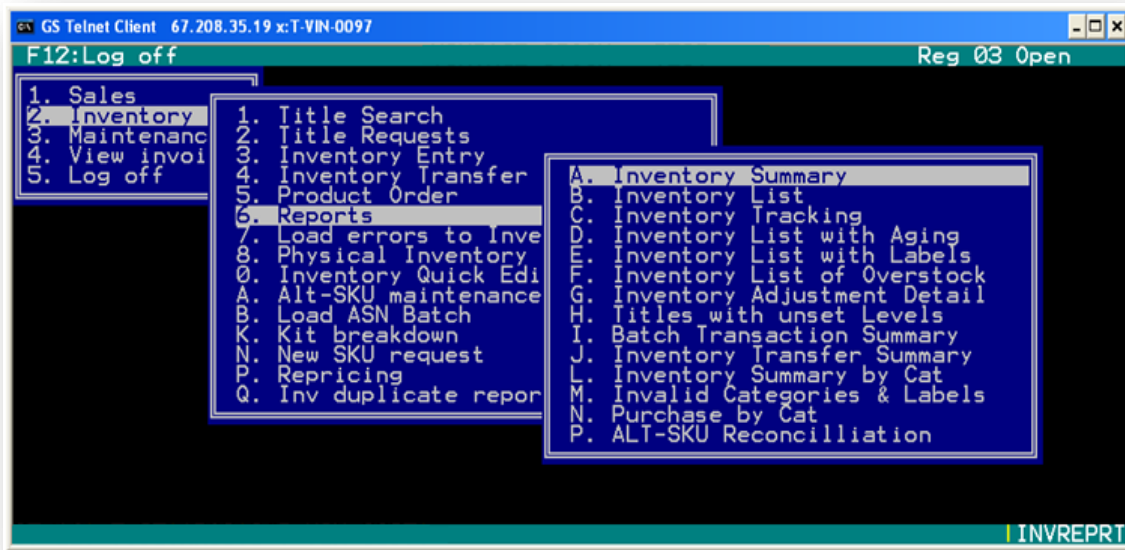 GS Telnet Client 67.208.35.19 x:T-VIN-0097
F12:Log off Reg 03 Open
1. Sales
2. Inventory
3. Maintenanc
4. View invoi
5. Log off
1. Title Search
2. Title Requests
3. Inventory Entry
4. Inventory Transfer
5. Product Order
6. Reports
7. Load errors to Inve
8. Physical Inventory
0. Inventory Quick Edi
A. Alt-SKU maintenance
B. Load ASN Batch
K. Kit breakdown
N. New SKU request
P. Repricing
Q. Inv duplicate repor
A. Inventory Summary
B. Inventory List
C. Inventory Tracking
D. Inventory List with Aging
E. Inventory List with Labels
F. Inventory List of Overstock
G. Inventory Adjustment Detail
H. Titles with unset Levels
I. Batch Transaction Summary
J. Inventory Transfer Summary
L. Inventory Summary by Cat
M. Invalid Categories & Labels
N. Purchase by Cat
P. ALT-SKU Reconcilliation
INVREPRT